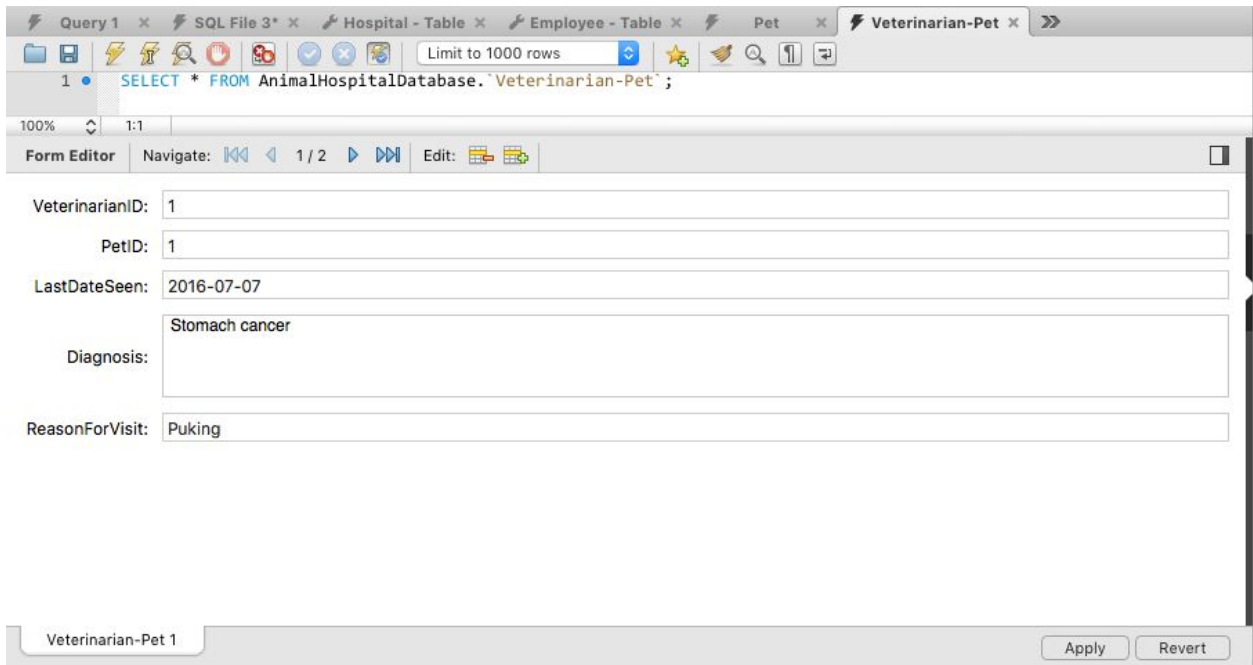 Query 1 SQL File 3* Hospital - Table Employee - Table Pet Veterinarian-Pet
Limit to 1000 rows
1 SELECT * FROM AnimalHospitalDatabase.`Veterinarian-Pet`;
100% 1:1
Form Editor Navigate: 1 / 2 Edit:
VeterinarianID: 1
PetID: 1
LastDateSeen: 2016-07-07
Diagnosis: Stomach cancer
ReasonForVisit: Puking
Veterinarian-Pet 1 Apply Revert